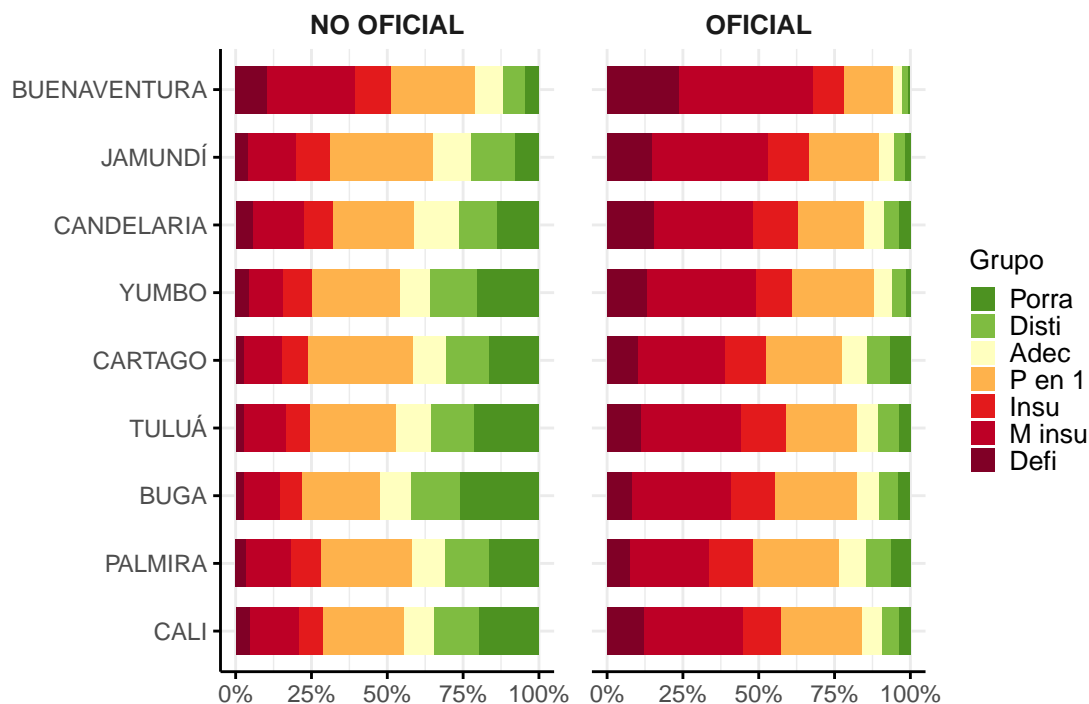 NO OFICIAL
OFICIAL
BUENAVENTURA
JAMUNDÍ
CANDELARIA
YUMBO
CARTAGO
TULUÁ
BUGA
PALMIRA
CALI
0% 25% 50% 75% 100%
0% 25% 50% 75% 100%
Grupo
Porra
Disti
Adec
P en 1
Insu
M insu
Defi